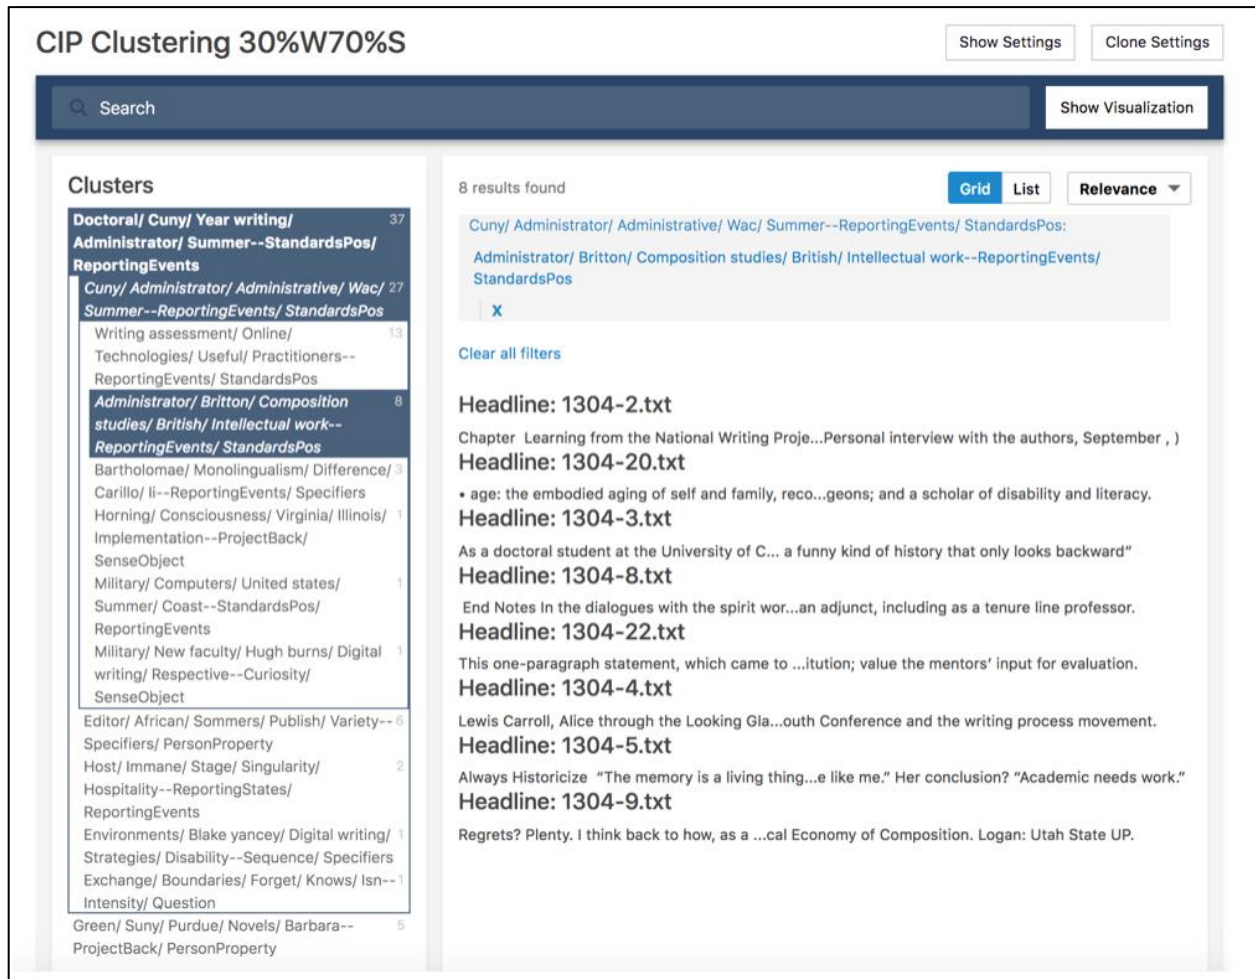 CIP Clustering 30%W70%S
Show Settings
Clone Settings
Search
Show Visualization
Clusters
Doctoral/ Cuny/ Year writing/ 37
Administrator/ Summer--StandardsPos/
ReportingEvents
Cuny/ Administrator/ Administrative/ Wac/ 27
Summer--ReportingEvents/ StandardsPos
Writing assessment/ Online/ 13
Technologies/ Useful/ Practitioners--
ReportingEvents/ StandardsPos
Administrator/ Britton/ Composition 8
studies/ British/ Intellectual work--
ReportingEvents/ StandardsPos
Bartholomae/ Monolingualism/ Difference/ 3
Carillo/ Ii--ReportingEvents/ Specifiers
Horning/ Consciousness/ Virginia/ Illinois/ 1
Implementation--ProjectBack/
SenseObject
Military/ Computers/ United states/ 1
Summer/ Coast--StandardsPos/
ReportingEvents
Military/ New faculty/ Hugh burns/ Digital 1
writing/ Respective--Curiosity/
SenseObject
Editor/ African/ Sommers/ Publish/ Variety-- 6
Specifiers/ PersonProperty
Host/ Immane/ Stage/ Singularity/ 2
Hospitality--ReportingStates/
ReportingEvents
Environments/ Blake yancey/ Digital writing/ 1
Strategies/ Disability--Sequence/ Specifiers
Exchange/ Boundaries/ Forget/ Knows/ Isn-- 1
Intensity/ Question
Green/ Suny/ Purdue/ Novels/ Barbara-- 5
ProjectBack/ PersonProperty
8 results found
Grid
List
Relevance
Cuny/ Administrator/ Administrative/ Wac/ Summer--ReportingEvents/ StandardsPos:
Administrator/ Britton/ Composition studies/ British/ Intellectual work--ReportingEvents/
StandardsPos
X
Clear all filters
Headline: 1304-2.txt
Chapter Learning from the National Writing Proje...Personal interview with the authors, September , )
Headline: 1304-20.txt
• age: the embodied aging of self and family, reco...geons; and a scholar of disability and literacy.
Headline: 1304-3.txt
As a doctoral student at the University of C... a funny kind of history that only looks backward"
Headline: 1304-8.txt
End Notes In the dialogues with the spirit wor...an adjunct, including as a tenure line professor.
Headline: 1304-22.txt
This one-paragraph statement, which came to ...itution; value the mentors' input for evaluation.
Headline: 1304-4.txt
Lewis Carroll, Alice through the Looking Gla...outh Conference and the writing process movement.
Headline: 1304-5.txt
Always Historicize "The memory is a living thing...e like me." Her conclusion? "Academic needs work."
Headline: 1304-9.txt
Regrets? Plenty. I think back to how, as a ...cal Economy of Composition. Logan: Utah State UP.